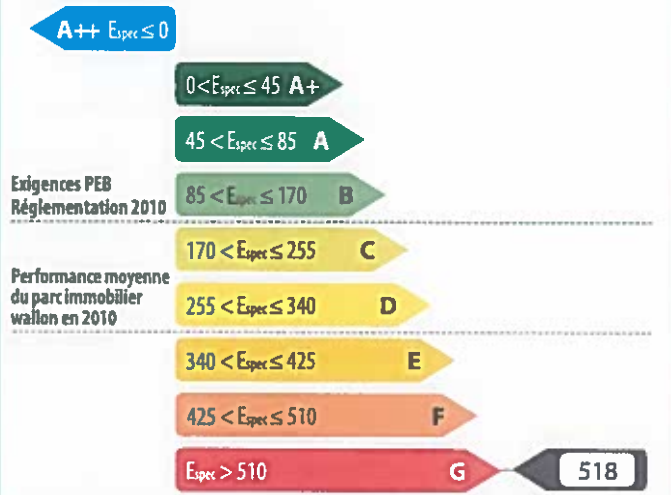 A++ Espec ≤ 0
0 < Espec ≤ 45 A+
45 < Espec ≤ 85 A
Exigences PEB
Réglementation 2010
85 < Espec ≤ 170 B
170 < Espec ≤ 255 C
Performance moyenne
du parc immobilier
wallon en 2010
255 < Espec ≤ 340 D
340 < Espec ≤ 425 E
425 < Espec ≤ 510 F
Espec > 510 G
518